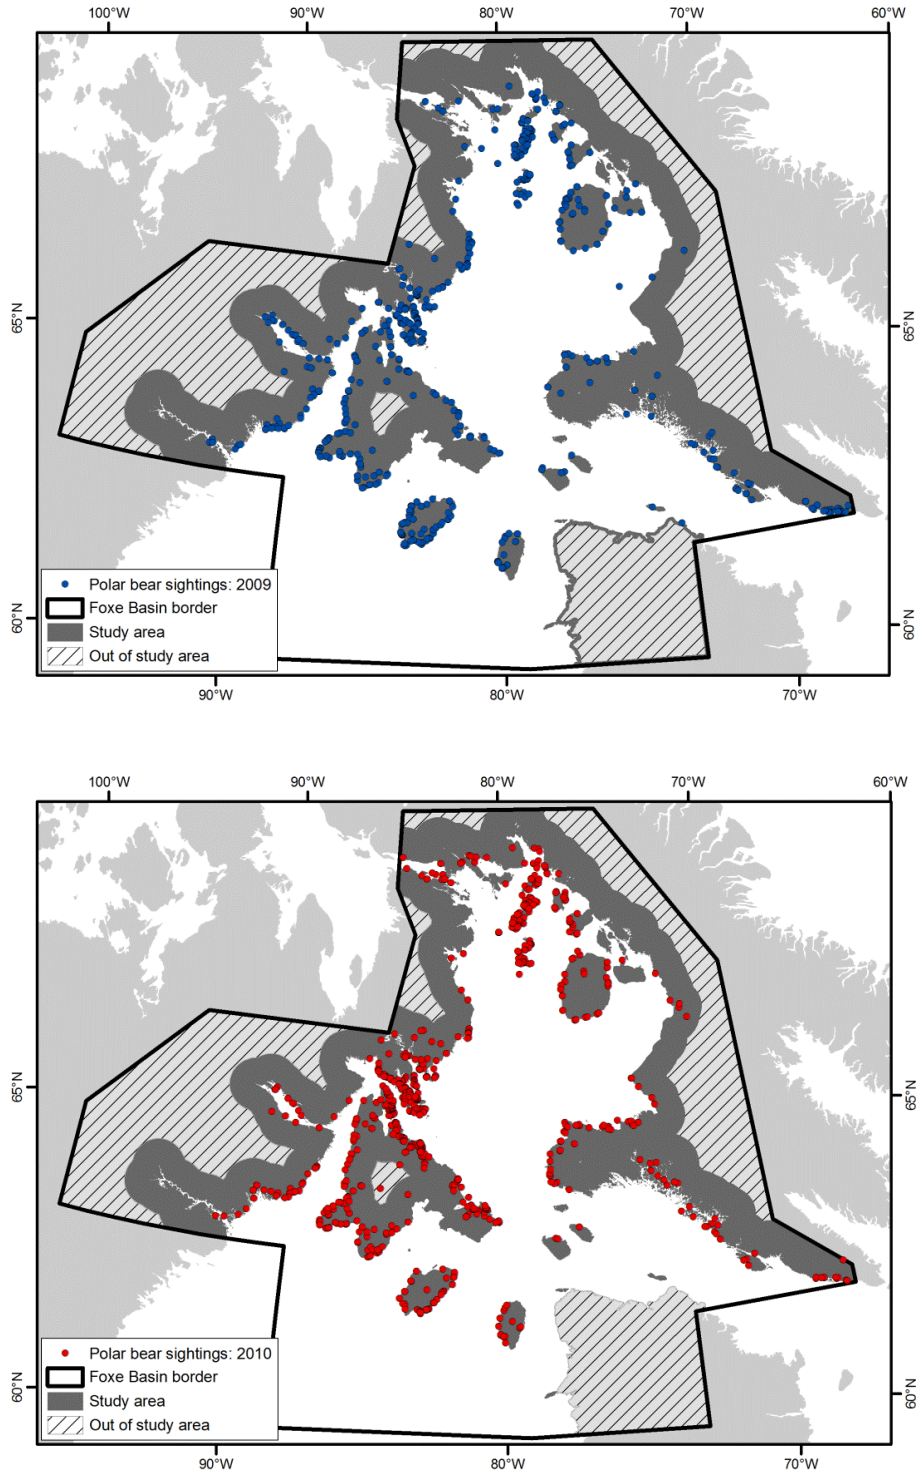 100°W 90°W 80°W 70°W 60°W
65°N 65°N
60°N 60°N
Polar bear sightings: 2009
Foxe Basin border
Study area
Out of study area
90°W 80°W 70°W
100°W 90°W 80°W 70°W 60°W
65°N 65°N
60°N 60°N
Polar bear sightings: 2010
Foxe Basin border
Study area
Out of study area
90°W 80°W 70°W